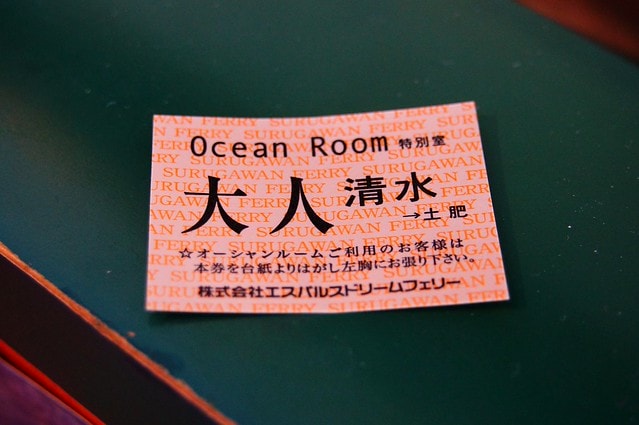 Ocean Room 特別室
大人 清水
→土肥
☆オーシャンルームご利用のお客様は
本券を台紙よりはがし左胸にお張り下さい。
株式会社エスパルスドリームフェリー
SURUGAWAN FERRY